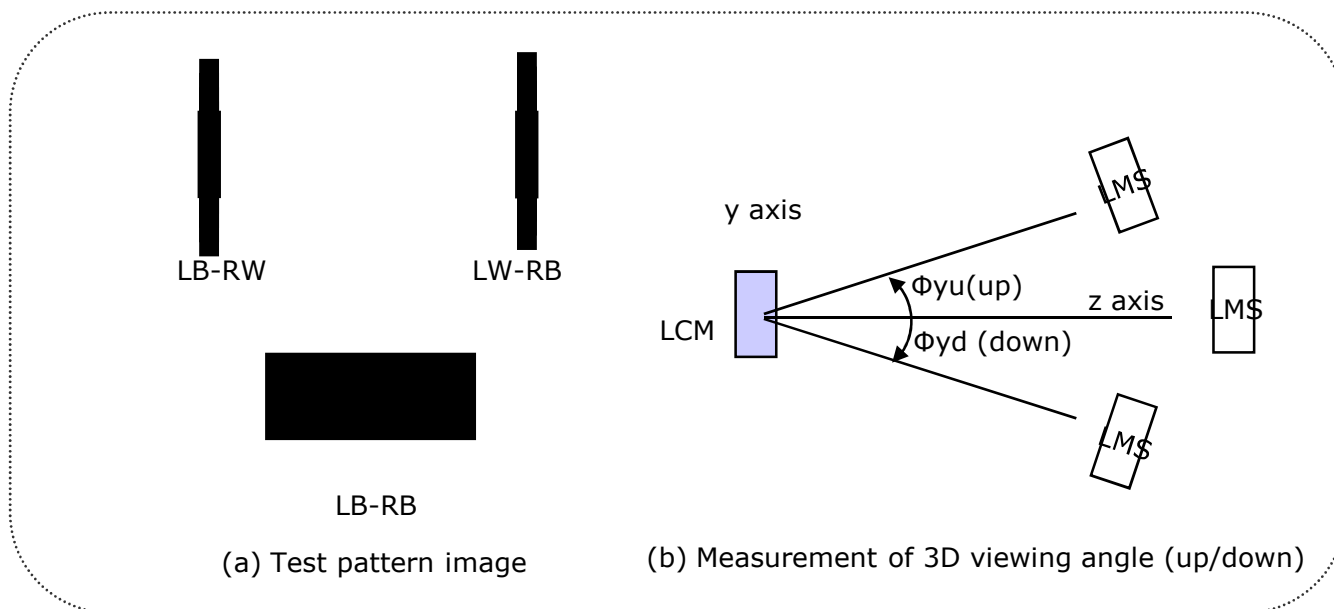 LB-RW
LW-RB
LB-RB
(a) Test pattern image
y axis
LMS
Φyu(up)
z axis
LMS
LCM
Φyd (down)
LMS
(b) Measurement of 3D viewing angle (up/down)